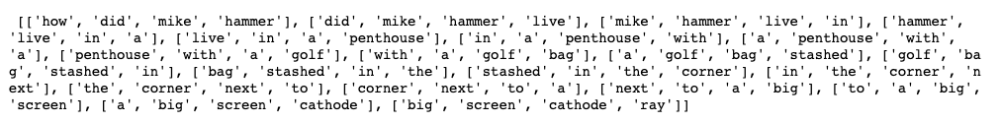 [['how', 'did', 'mike', 'hammer'], ['did', 'mike', 'hammer', 'live'], ['mike', 'hammer', 'live', 'in'], ['hammer',
'live', 'in', 'a'], ['live', 'in', 'a', 'penthouse'], ['in', 'a', 'penthouse', 'with'], ['a', 'penthouse', 'with',
'a'], ['penthouse', 'with', 'a', 'golf'], ['with', 'a', 'golf', 'bag'], ['a', 'golf', 'bag', 'stashed'], ['golf', 'ba
g', 'stashed', 'in'], ['bag', 'stashed', 'in', 'the'], ['stashed', 'in', 'the', 'corner'], ['in', 'the', 'corner', 'n
ext'], ['the', 'corner', 'next', 'to'], ['corner', 'next', 'to', 'a'], ['next', 'to', 'a', 'big'], ['to', 'a', 'big',
'screen'], ['a', 'big', 'screen', 'cathode'], ['big', 'screen', 'cathode', 'ray']]